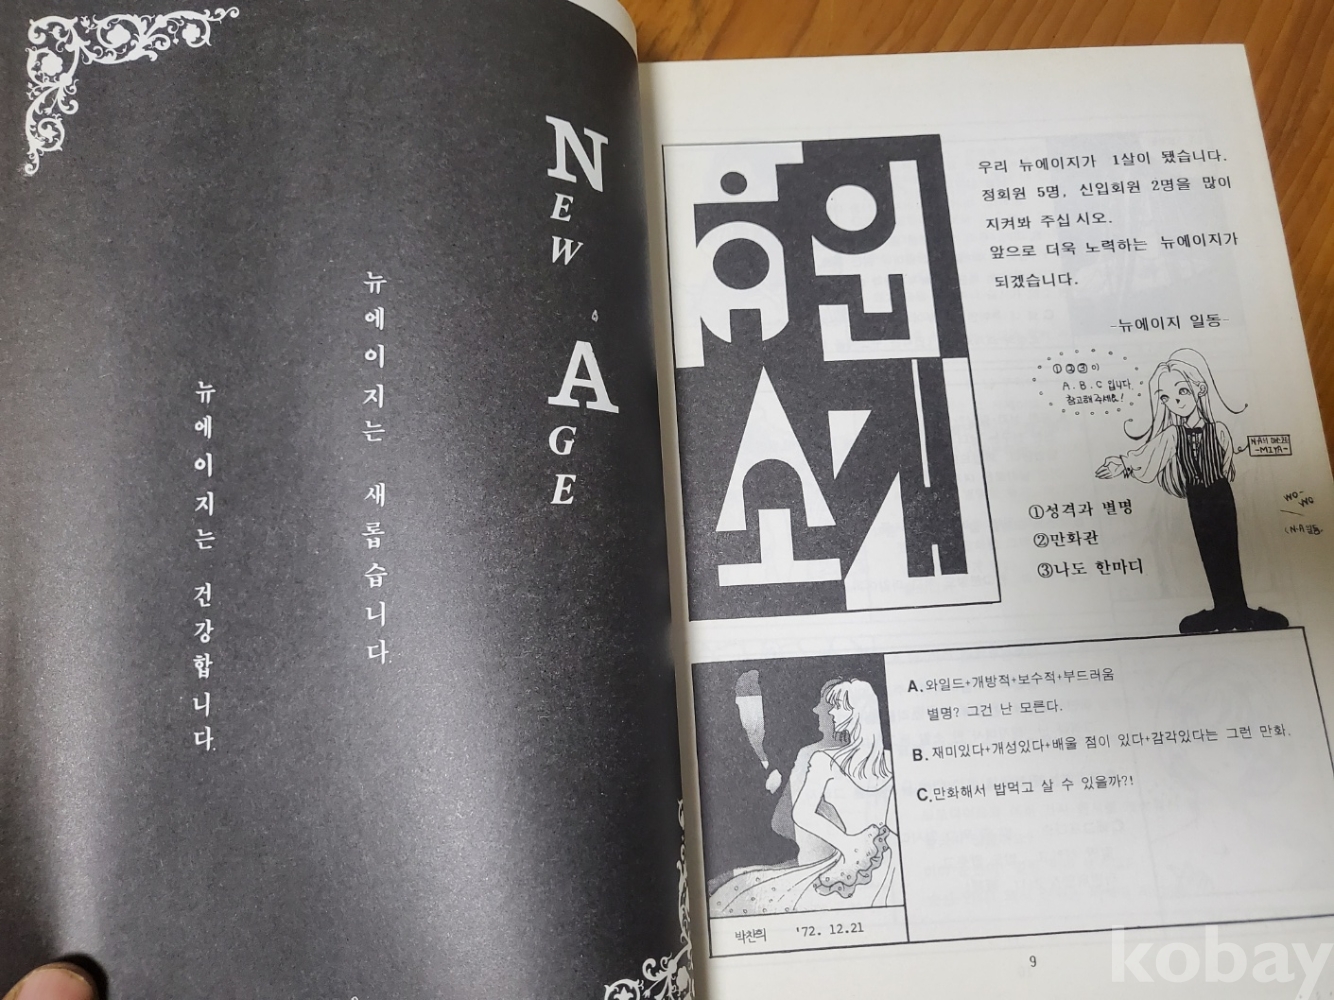 NEW AGE
뉴에이지는 새롭습니다.
뉴에이지는 건강합니다.
회원
소개
우리 뉴에이지가 1살이 됐습니다.
정회원 5명, 신입회원 2명을 많이
지켜봐 주십시오.
앞으로 더욱 노력하는 뉴에이지가
되겠습니다.
-뉴에이지 일동-
①②③이
A.B.C 입니다.
참고해 주세요!
-MIYA-
①성격과 별명
②만화관
③나도 한마디
WO-
WO
A.와일드+개방적+보수적+부드러움
별명? 그건 난 모른다.
B.재미있다+개성있다+배울 점이 있다+감각있다는 그런 만화.
C.만화해서 밥먹고 살 수 있을까?!
박찬희 '72. 12.21
9
kobay